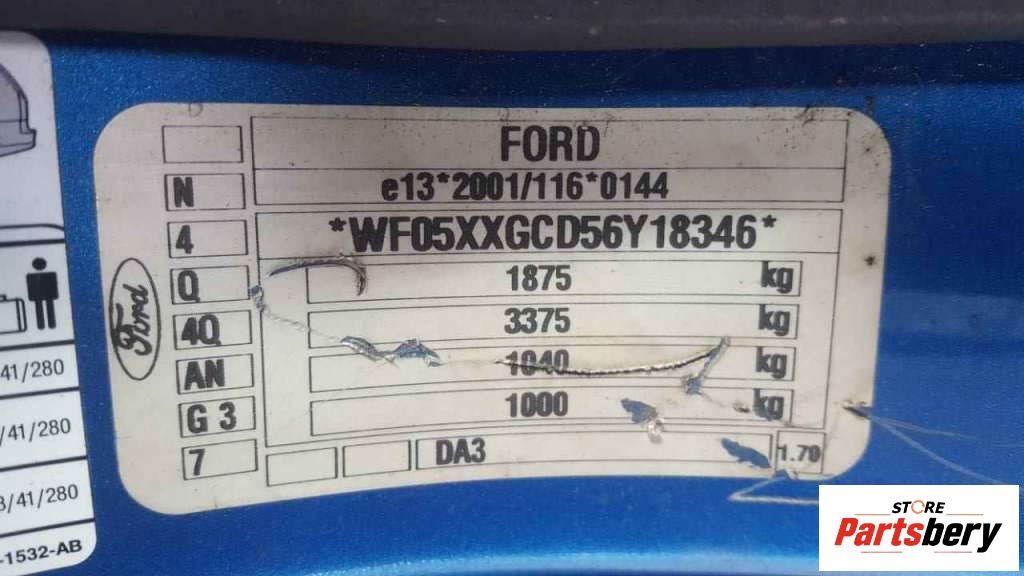 FORD
N e13*2001/116*0144
4 *WF05XXGCD56Y18346*
Q 1875 kg
4Q 3375 kg
AN 1040 kg
G 3 1000 kg
7 DA3 1.70
Ford
41/280
/41/280
3/41/280
-1532-AB
STORE
Partsbery